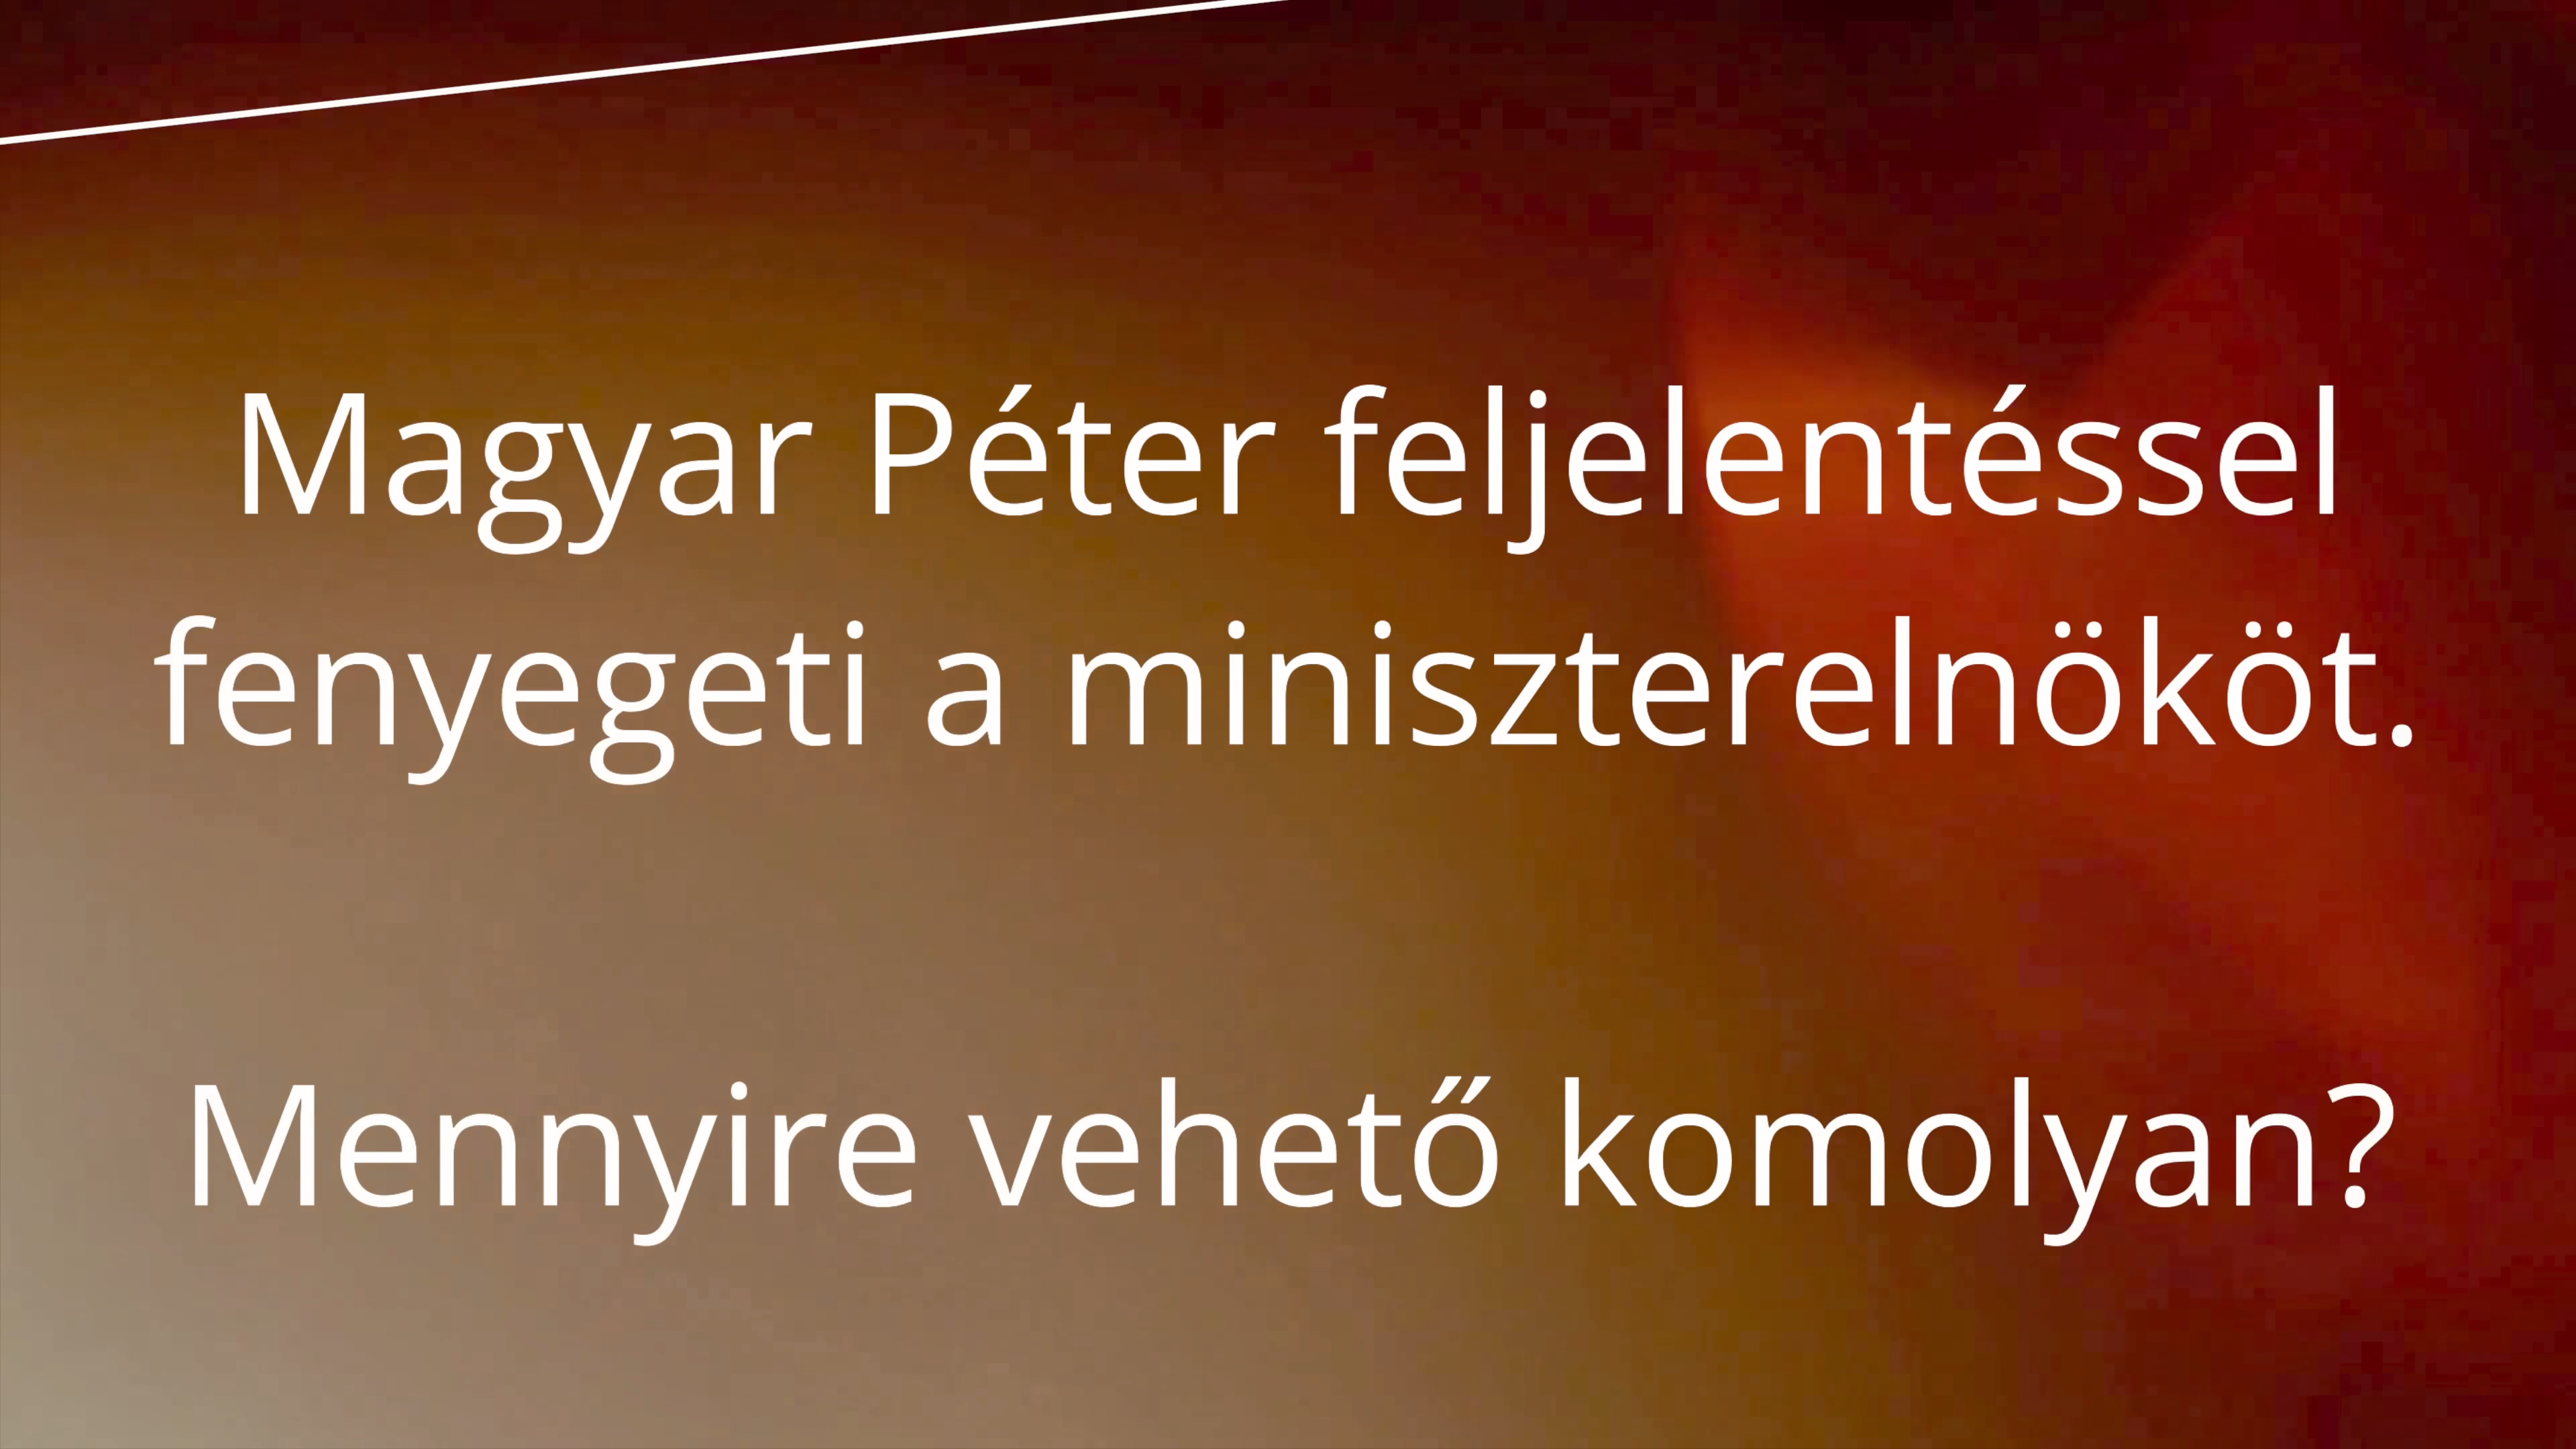 Magyar Péter feljelentéssel
fenyegeti a miniszterelnököt.
Mennyire vehető komolyan?